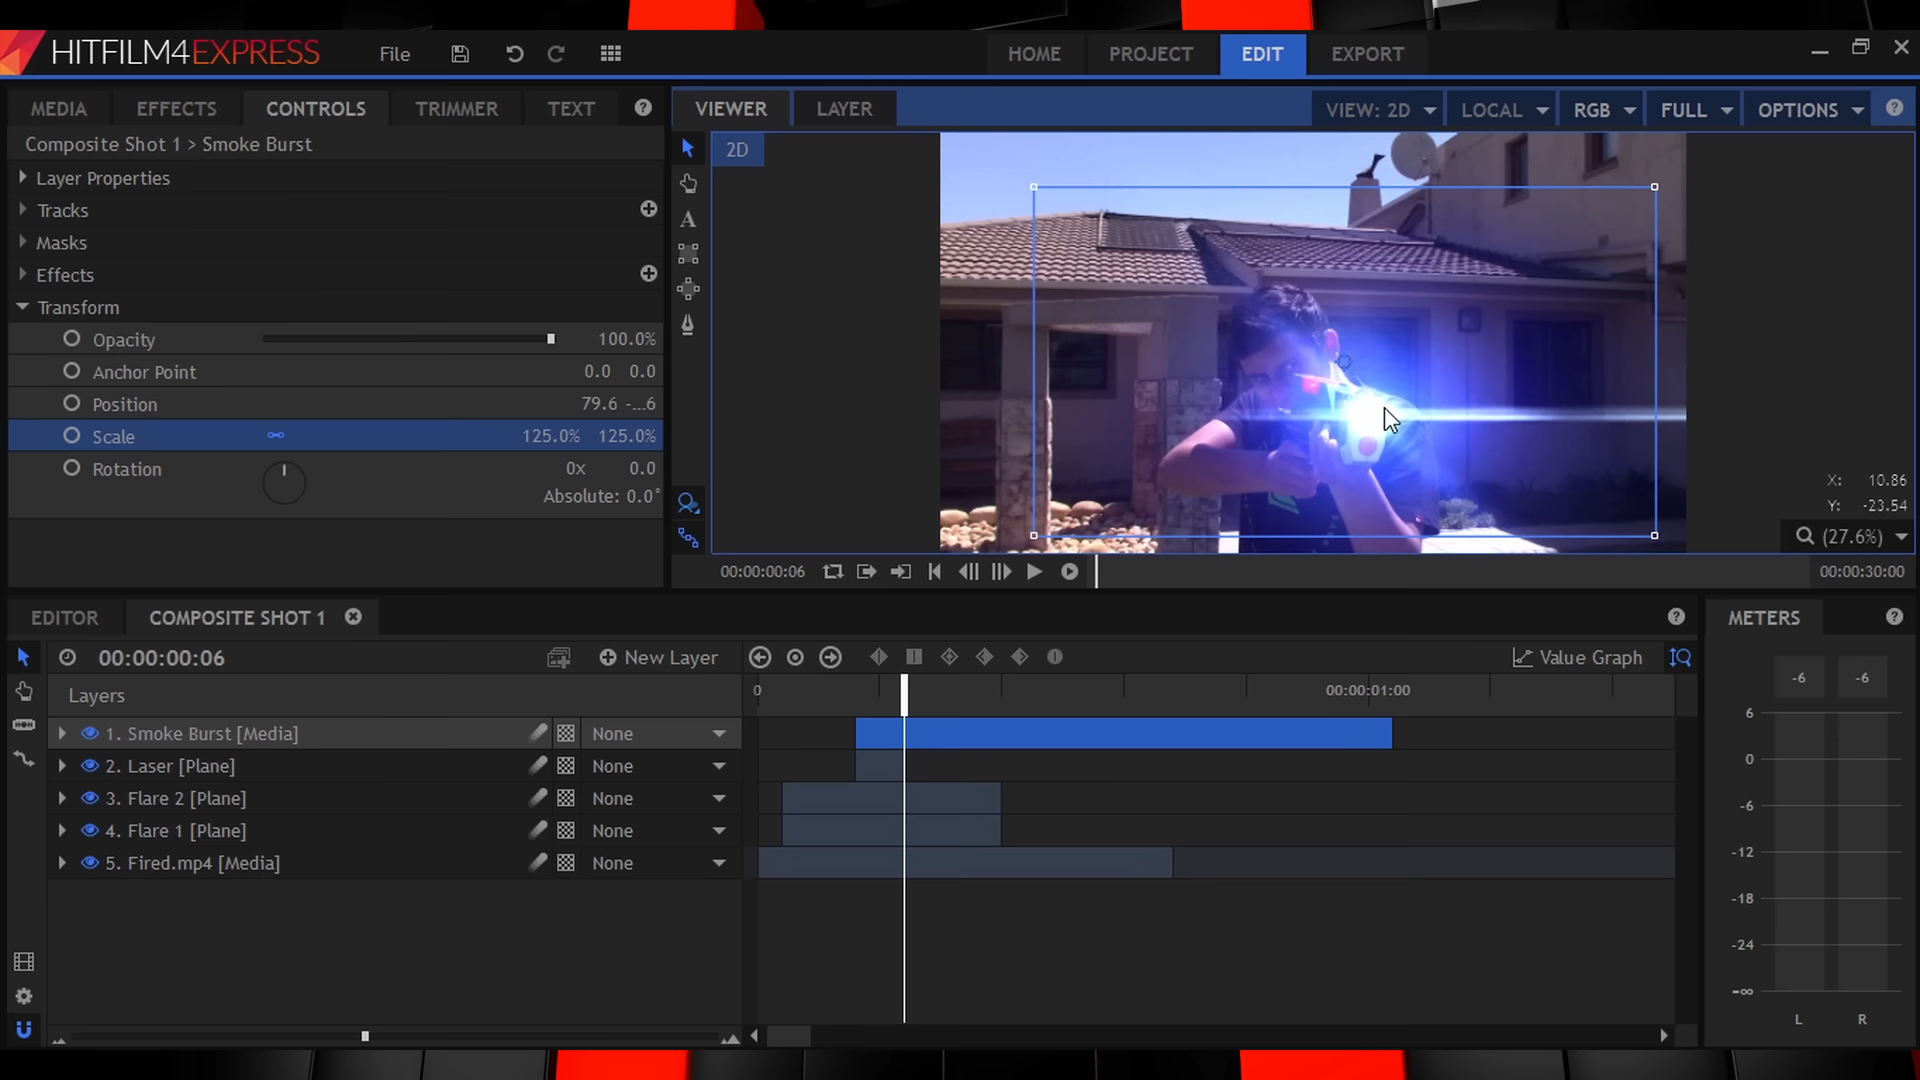 HITFILM4EXPRESS
File
HOME
PROJECT
EDIT
EXPORT
MEDIA
EFFECTS
CONTROLS
TRIMMER
TEXT
?
VIEWER
LAYER
VIEW: 2D
LOCAL
RGB
FULL
OPTIONS
?
Composite Shot 1 > Smoke Burst
Layer Properties
Tracks
Masks
Effects
Transform
Opacity 100.0%
Anchor Point 0.0 0.0
Position 79.6 -...6
Scale 125.0% 125.0%
Rotation 0x 0.0
Absolute: 0.0°
2D
A
X: 10.86
Y: -23.54
(27.6%)
00:00:00:06
00:00:30:00
EDITOR
COMPOSITE SHOT 1
?
METERS
?
00:00:00:06
New Layer
Value Graph
Layers
0
00:00:01:00
1. Smoke Burst [Media] None
2. Laser [Plane] None
3. Flare 2 [Plane] None
4. Flare 1 [Plane] None
5. Fired.mp4 [Media] None
-6 -6
6
0
-6
-12
-18
-24
-∞
L R